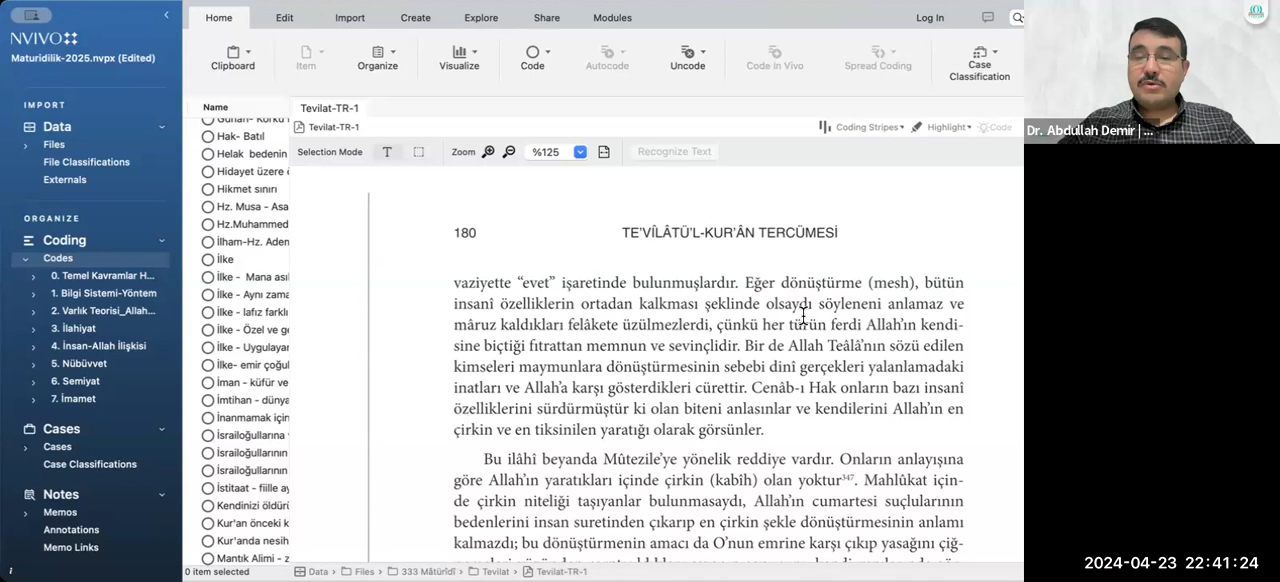 NVIVO
Maturidilik-2025.nvpx (Edited)
IMPORT
Data
Files
File Classifications
Externals
ORGANIZE
Coding
Codes
0. Temel Kavramlar H...
1. Bilgi Sistemi-Yöntem
2. Varlık Teorisi_Allah...
3. İlahiyat
4. İnsan-Allah İlişkisi
5. Nübüvvet
6. Semiyat
7. İmamet
Cases
Cases
Case Classifications
Notes
Memos
Annotations
Memo Links
Home Edit Import Create Explore Share Modules Log In
Clipboard Item Organize Visualize Code Autocode Uncode Code In Vivo Spread Coding Case Classification
Name
Hak- Batıl
Helak bedenin
Hidayet üzere
Hikmet sınırı
Hz. Musa - Asa
Hz.Muhammed
İlham-Hz. Aden
İlke
İlke - Mana ası
İlke - Aynı zama
İlke - lafız farklı
İlke - Özel ve ge
İlke - Uygulayar
İlke- emir çoğul
İman - küfür ve
İmtihan - dünya
İnanmamak için
İsrailoğullarına
İsrailoğullarının
İsrailoğullarının
İstitaat - fiille ay
Kendinizi öldürü
Kur'an önceki k
Kur'anda nesih
Mantık Alimi - z
0 item selected
Tevilat-TR-1
Tevilat-TR-1
Coding Stripes Highlight Code
Selection Mode T Zoom %125 Recognize Text
180 TE’VÎLÂTÜ’L-KUR’ÂN TERCÜMESİ
vaziyette “evet” işaretinde bulunmuşlardır. Eğer dönüştürme (mesh), bütün
insanî özelliklerin ortadan kalkması şeklinde olsaydı söyleneni anlamaz ve
mâruz kaldıkları felâkete üzülmezlerdi, çünkü her türün ferdi Allah’ın kendi-
sine biçtiği fıtrattan memnun ve sevinçlidir. Bir de Allah Teâlâ’nın sözü edilen
kimseleri maymunlara dönüştürmesinin sebebi dinî gerçekleri yalanlamadaki
inatları ve Allah’a karşı gösterdikleri cürettir. Cenâb-ı Hak onların bazı insanî
özelliklerini sürdürmüştür ki olan biteni anlasınlar ve kendilerini Allah’ın en
çirkin ve en tiksinilen yaratığı olarak görsünler.
Bu ilâhî beyanda Mûtezile’ye yönelik reddiye vardır. Onların anlayışına
göre Allah’ın yaratıkları içinde çirkin (kabîh) olan yoktur³⁴⁷. Mahlûkat için-
de çirkin niteliği taşıyanlar bulunmasaydı, Allah’ın cumartesi suçlularının
bedenlerini insan suretinden çıkarıp en çirkin şekle dönüştürmesinin anlamı
kalmazdı; bu dönüştürmenin amacı da O’nun emrine karşı çıkıp yasağını çiğ-
Data Files 333 Mâtürîdî Tevilat Tevilat-TR-1
Dr. Abdullah Demir | ...
2024-04-23 22:41:24